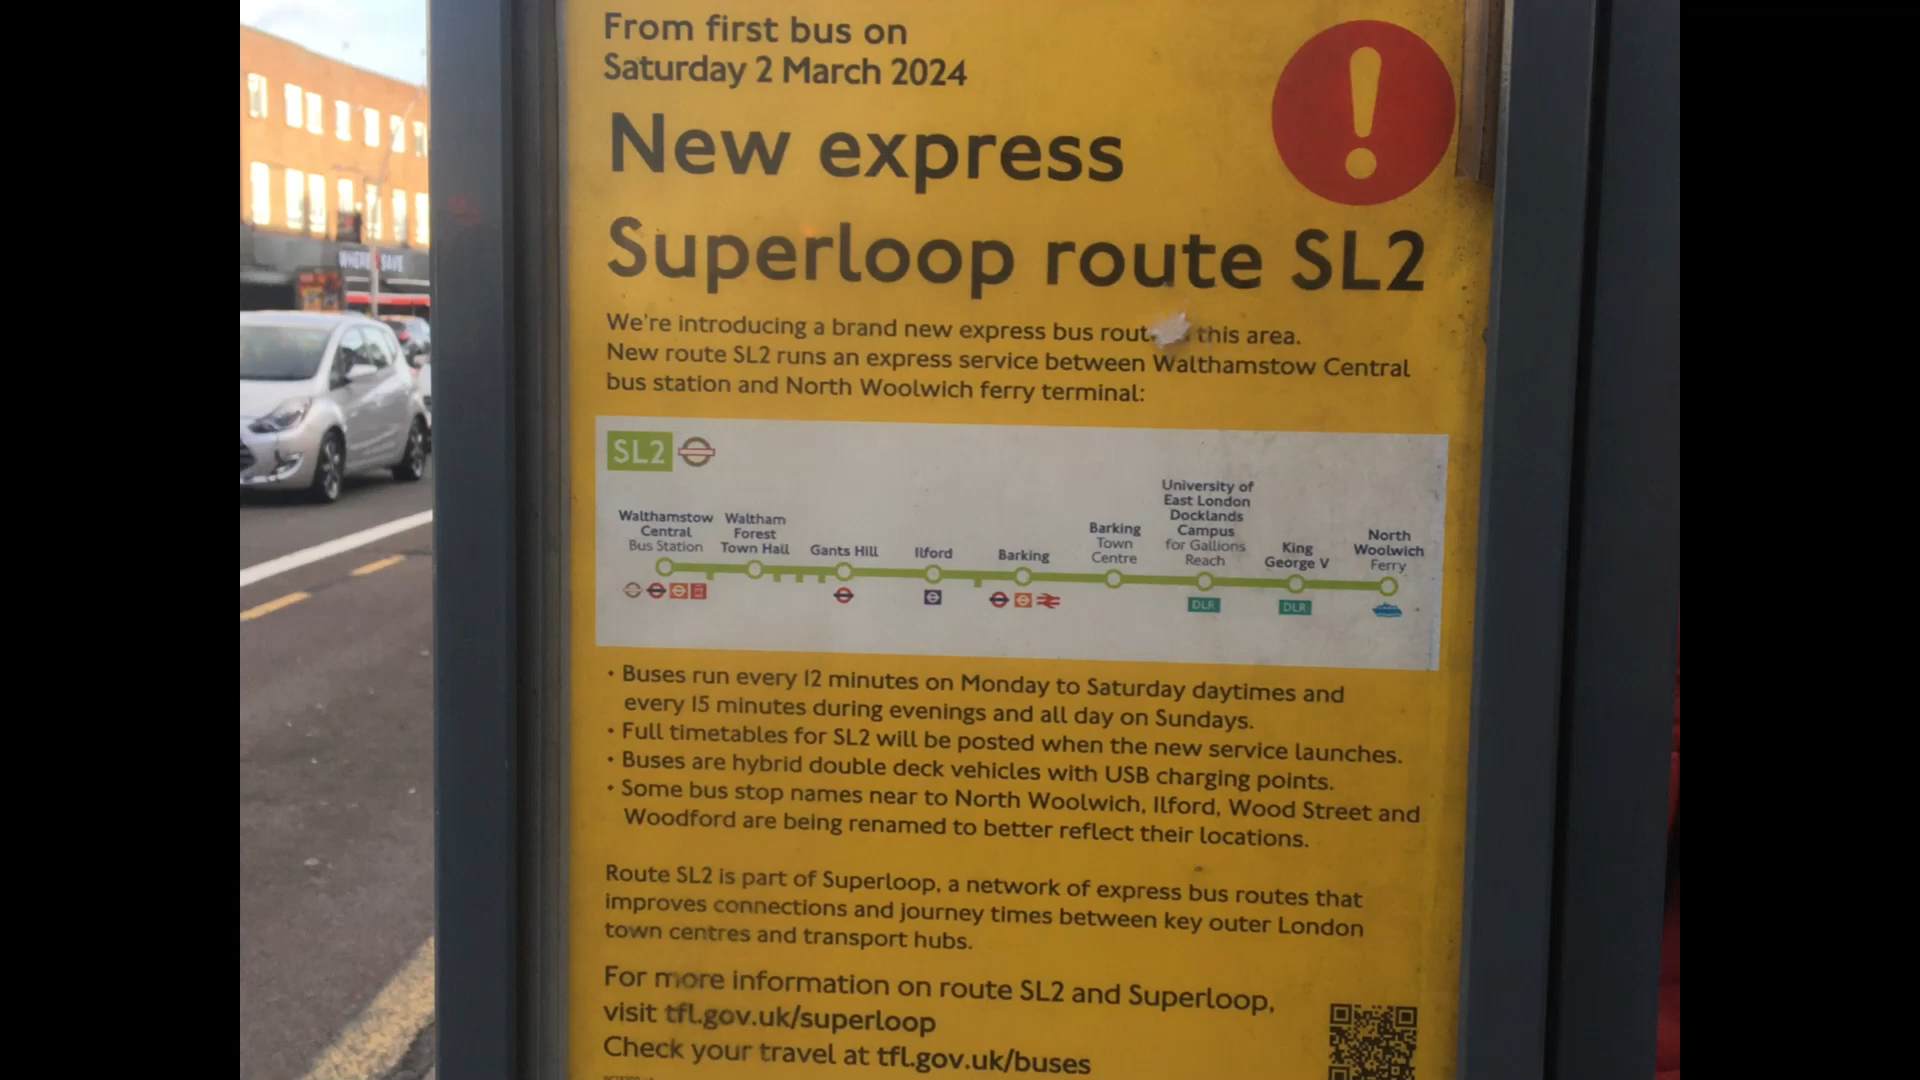 From first bus on
Saturday 2 March 2024
New express
Superloop route SL2
We're introducing a brand new express bus this area.
New route SL2 runs an express service between Walthamstow Central
bus station and North Woolwich ferry terminal:
SL2
Walthamstow
Central
Bus Station
Waltham
Forest
Town Hall
Gants Hill
Ilford
Barking
Barking
Town
Centre
University of
East London
Docklands
Campus
for Gallions
Reach
King
George V
North
Woolwich
Ferry
DLR
DLR
• Buses run every 12 minutes on Monday to Saturday daytimes and
every 15 minutes during evenings and all day on Sundays.
• Full timetables for SL2 will be posted when the new service launches.
• Buses are hybrid double deck vehicles with USB charging points.
• Some bus stop names near to North Woolwich, Ilford, Wood Street and
Woodford are being renamed to better reflect their locations.
Route SL2 is part of Superloop, a network of express bus routes that
improves connections and journey times between key outer London
town centres and transport hubs.
For more information on route SL2 and Superloop,
visit tfl.gov.uk/superloop
Check your travel at tfl.gov.uk/buses